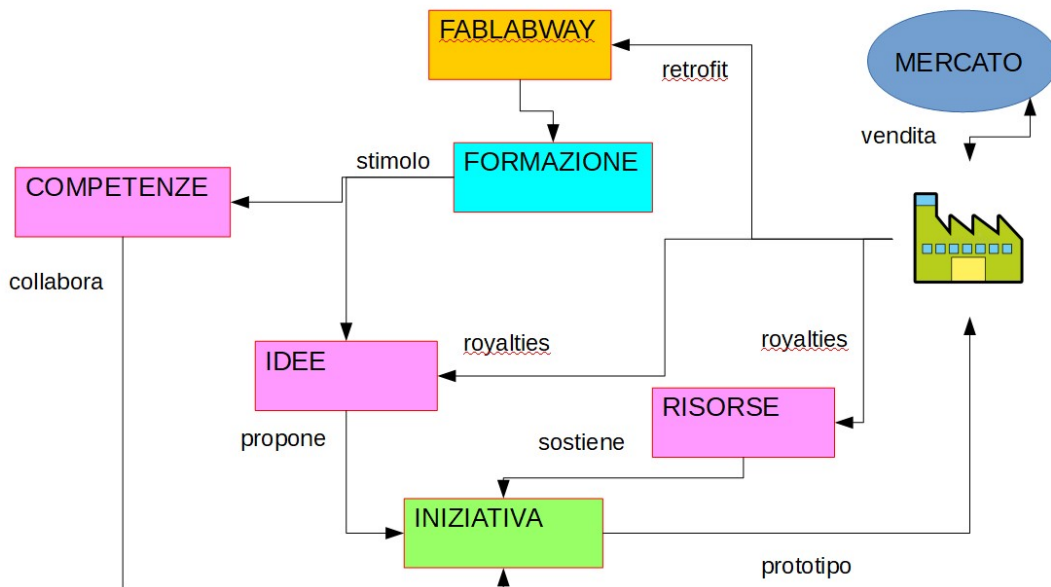 FABLABWAY
MERCATO
retrofit
vendita
stimolo
FORMAZIONE
COMPETENZE
collabora
royalties
royalties
IDEE
RISORSE
propone
sostiene
INIZIATIVA
prototipo